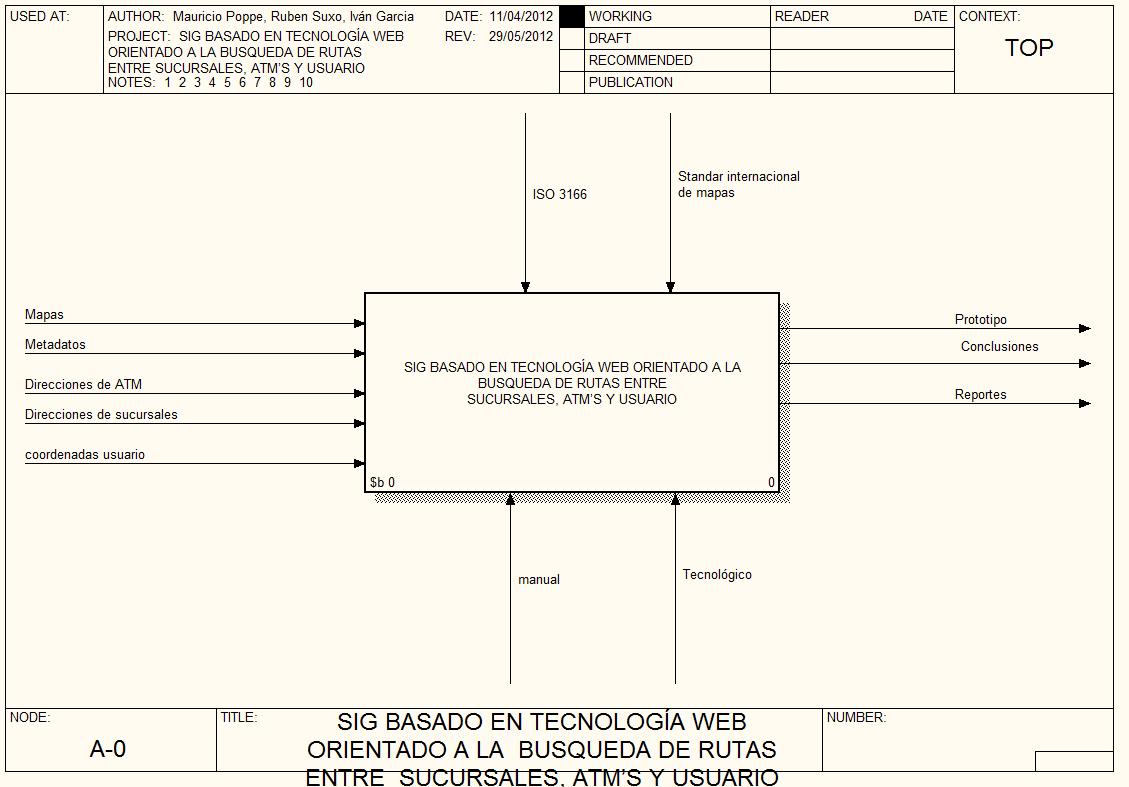 USED AT:
AUTHOR: Mauricio Poppe, Ruben Suxo, Iván Garcia
DATE: 11/04/2012
PROJECT: SIG BASADO EN TECNOLOGÍA WEB
ORIENTADO A LA BUSQUEDA DE RUTAS
ENTRE SUCURSALES, ATM'S Y USUARIO
REV: 29/05/2012
NOTES: 1 2 3 4 5 6 7 8 9 10
WORKING
DRAFT
RECOMMENDED
PUBLICATION
READER DATE
CONTEXT:
TOP
ISO 3166
Standar internacional
de mapas
Mapas
Metadatos
Direcciones de ATM
Direcciones de sucursales
coordenadas usuario
SIG BASADO EN TECNOLOGÍA WEB ORIENTADO A LA
BUSQUEDA DE RUTAS ENTRE
SUCURSALES, ATM'S Y USUARIO
$b 0
0
Prototipo
Conclusiones
Reportes
manual
Tecnológico
NODE:
A-0
TITLE:
SIG BASADO EN TECNOLOGÍA WEB
ORIENTADO A LA BUSQUEDA DE RUTAS
ENTRE SUCURSALES, ATM'S Y USUARIO
NUMBER: